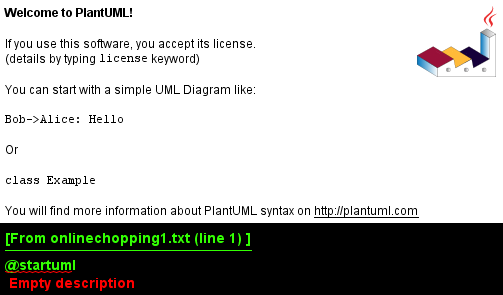 Welcome to PlantUML!
If you use this software, you accept its license.
(details by typing license keyword)
You can start with a simple UML Diagram like:
Bob->Alice: Hello
Or
class Example
You will find more information about PlantUML syntax on http://plantuml.com
[From onlinechopping1.txt (line 1) ]
@startuml
Empty description